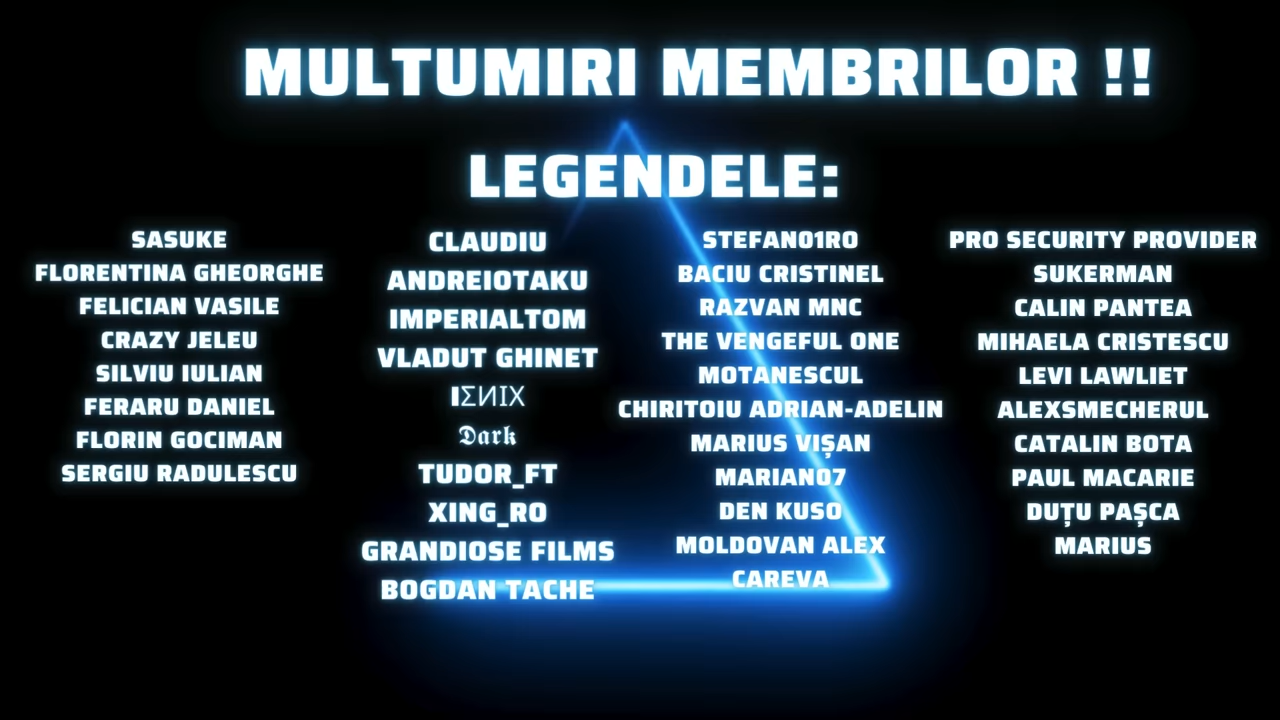 MULTUMIRI MEMBRILOR !!
LEGENDELE:
SASUKE
FLORENTINA GHEORGHE
FELICIAN VASILE
CRAZY JELEU
SILVIU IULIAN
FERARU DANIEL
FLORIN GOCIMAN
SERGIU RADULESCU
CLAUDIU
ANDREIOTAKU
IMPERIALTOM
VLADUT GHINET
IΣИIX
𝕯𝖆𝖗𝖐
TUDOR_FT
XING_RO
GRANDIOSE FILMS
BOGDAN TACHE
STEFAN01RO
BACIU CRISTINEL
RAZVAN MNC
THE VENGEFUL ONE
MOTANESCUL
CHIRITOIU ADRIAN-ADELIN
MARIUS VIȘAN
MARIAN07
DEN KUSO
MOLDOVAN ALEX
CAREVA
PRO SECURITY PROVIDER
SUKERMAN
CALIN PANTEA
MIHAELA CRISTESCU
LEVI LAWLIET
ALEXSMECHERUL
CATALIN BOTA
PAUL MACARIE
DUȚU PAȘCA
MARIUS